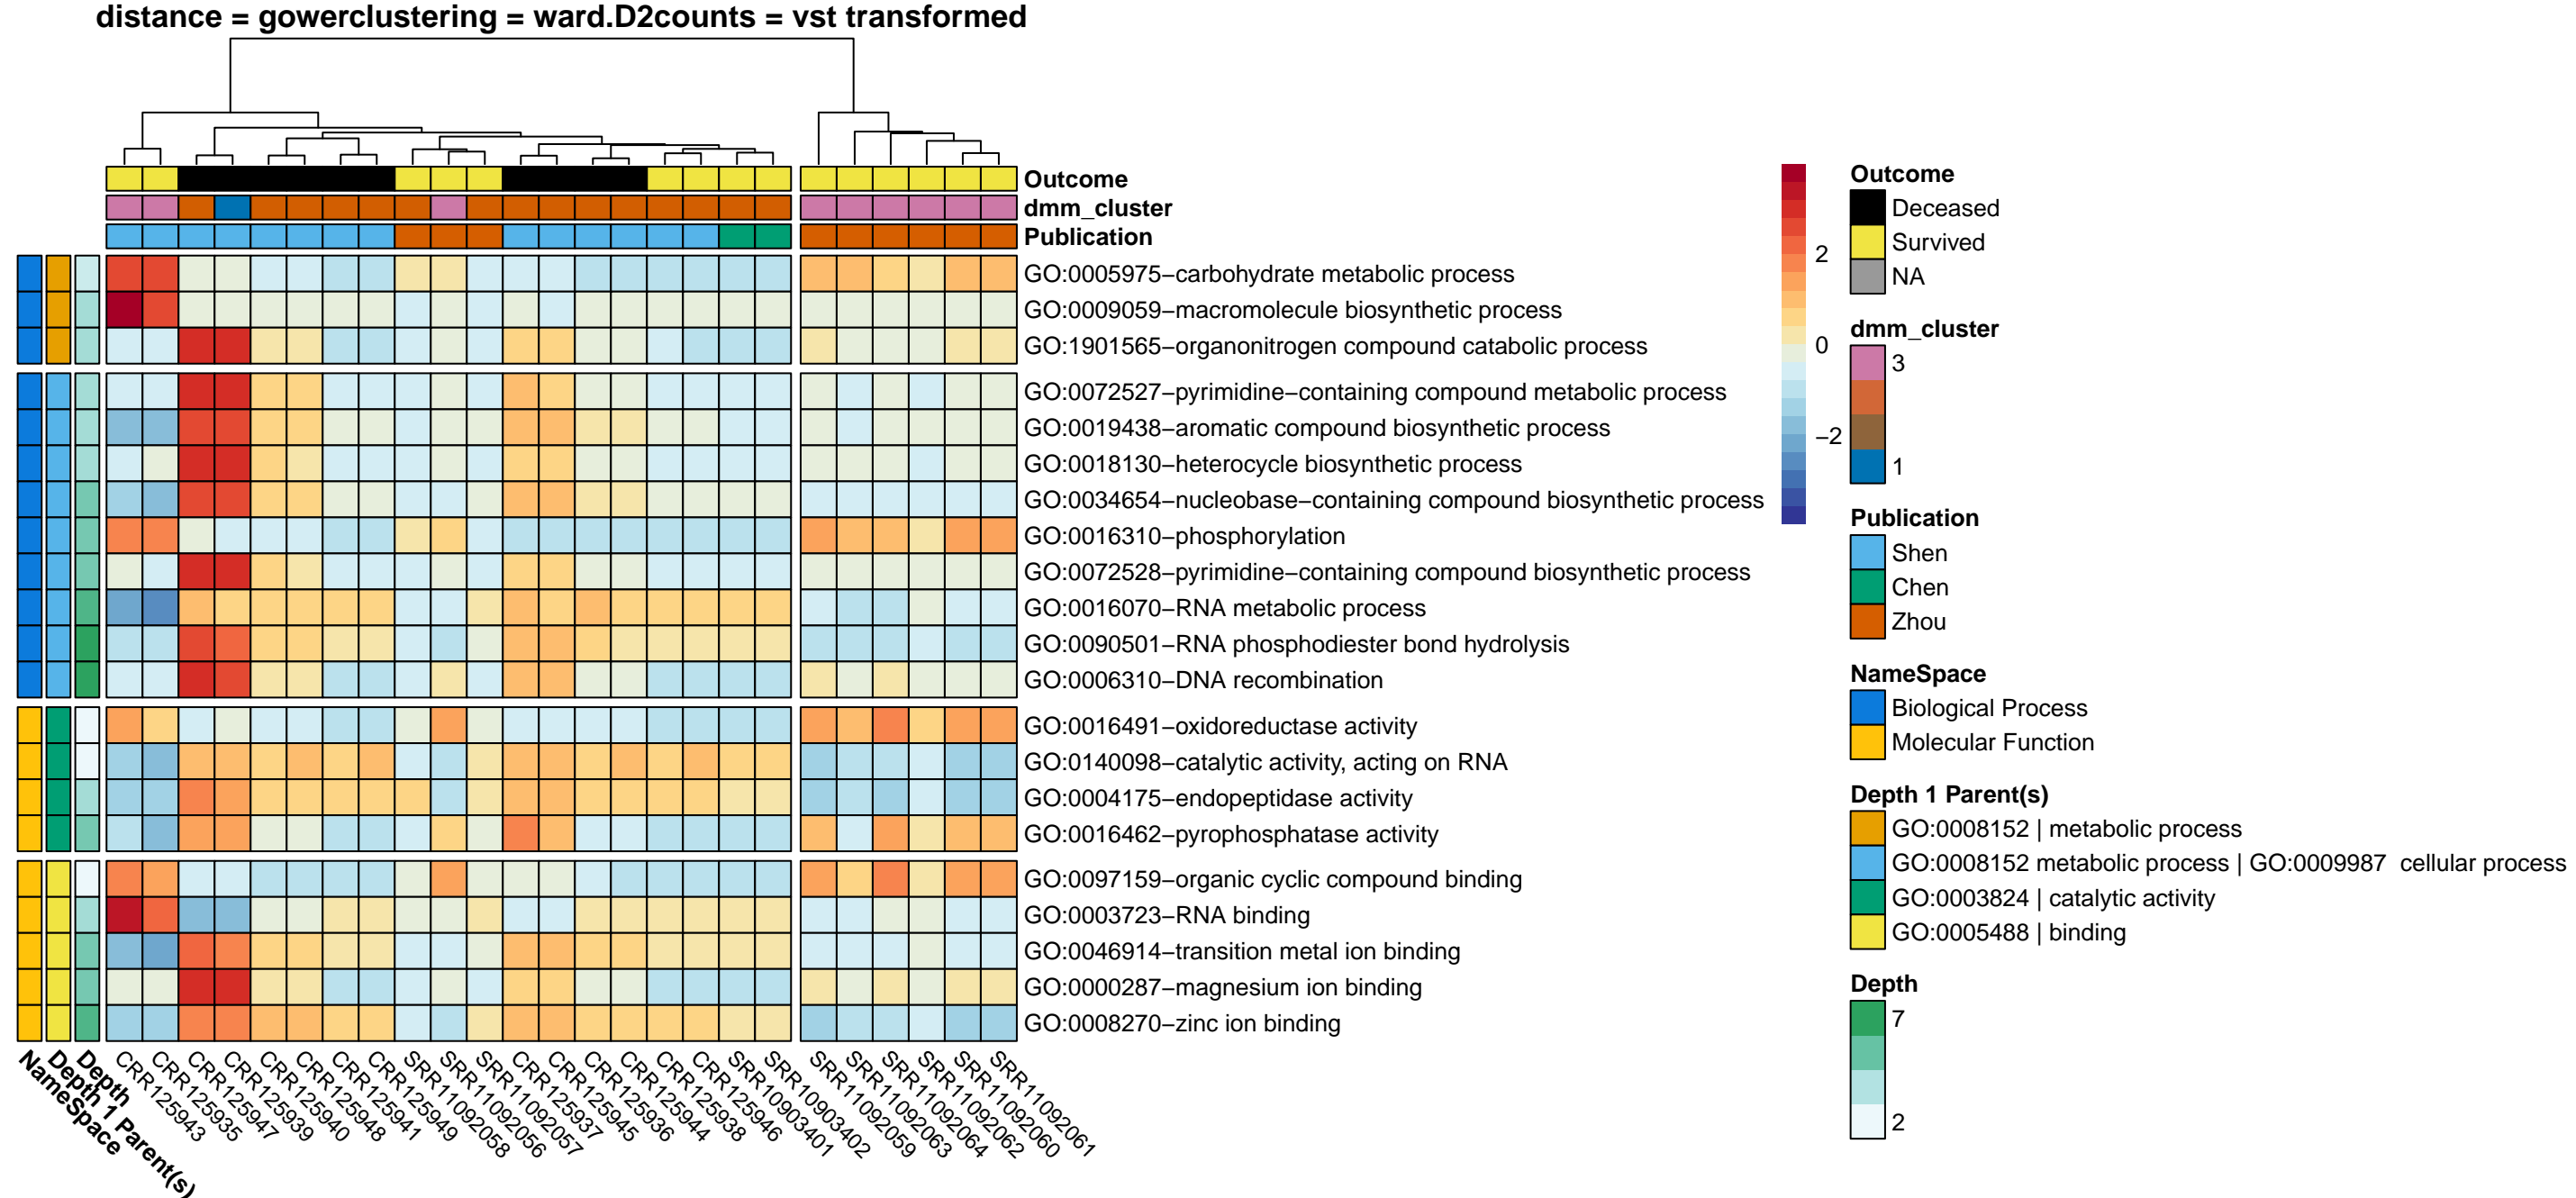 distance = gowerclustering = ward.D2counts = vst transformed
Outcome
dmm_cluster
Publication
GO:0005975−carbohydrate metabolic process
GO:0009059−macromolecule biosynthetic process
GO:1901565−organonitrogen compound catabolic process
GO:0072527−pyrimidine−containing compound metabolic process
GO:0019438−aromatic compound biosynthetic process
GO:0018130−heterocycle biosynthetic process
GO:0034654−nucleobase−containing compound biosynthetic process
GO:0016310−phosphorylation
GO:0072528−pyrimidine−containing compound biosynthetic process
GO:0016070−RNA metabolic process
GO:0090501−RNA phosphodiester bond hydrolysis
GO:0006310−DNA recombination
GO:0016491−oxidoreductase activity
GO:0140098−catalytic activity, acting on RNA
GO:0004175−endopeptidase activity
GO:0016462−pyrophosphatase activity
GO:0097159−organic cyclic compound binding
GO:0003723−RNA binding
GO:0046914−transition metal ion binding
GO:0000287−magnesium ion binding
GO:0008270−zinc ion binding
NameSpace
Depth 1 Parent(s)
Depth
CRR125943
CRR125935
CRR125947
CRR125939
CRR125940
CRR125948
CRR125941
CRR125949
SRR11092058
SRR11092056
SRR11092057
CRR125937
CRR125945
CRR125936
CRR125944
CRR125938
CRR125946
SRR10903401
SRR10903402
SRR11092059
SRR11092063
SRR11092064
SRR11092062
SRR11092060
SRR11092061
2
0
−2
Outcome
Deceased
Survived
NA
dmm_cluster
3
1
Publication
Shen
Chen
Zhou
NameSpace
Biological Process
Molecular Function
Depth 1 Parent(s)
GO:0008152 | metabolic process
GO:0008152 metabolic process | GO:0009987  cellular process
GO:0003824 | catalytic activity
GO:0005488 | binding
Depth
7
2